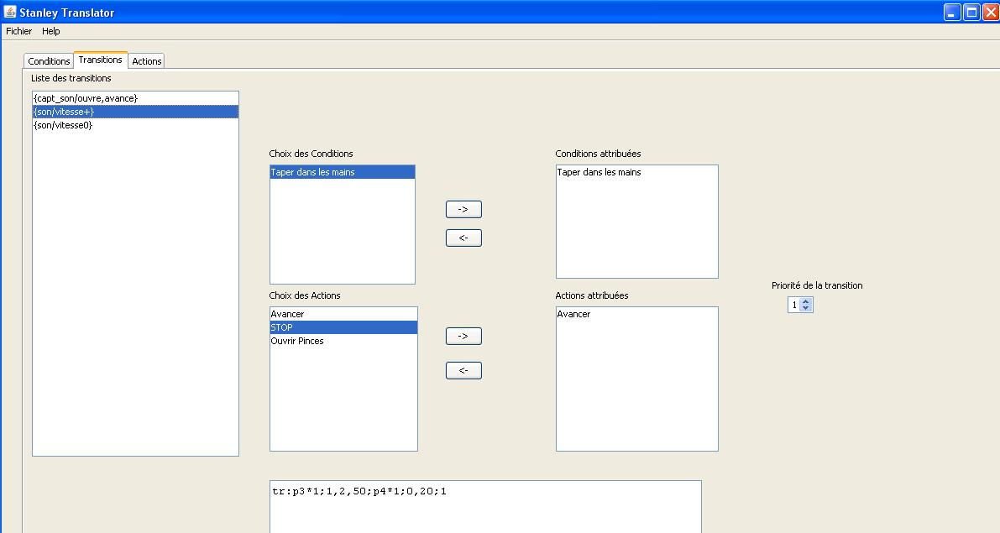 Stanley Translator
Fichier Help
Conditions Transitions Actions
Liste des transitions
{capt_son/ouvre,avance}
{son/vitesse+}
{son/vitesse0}
Choix des Conditions
Taper dans les mains
->
<-
Conditions attribuées
Taper dans les mains
Choix des Actions
Avancer
STOP
Ouvrir Pinces
->
<-
Actions attribuées
Avancer
Priorité de la transition
1
tr:p3*1;1,2,50;p4*1;0,20;1